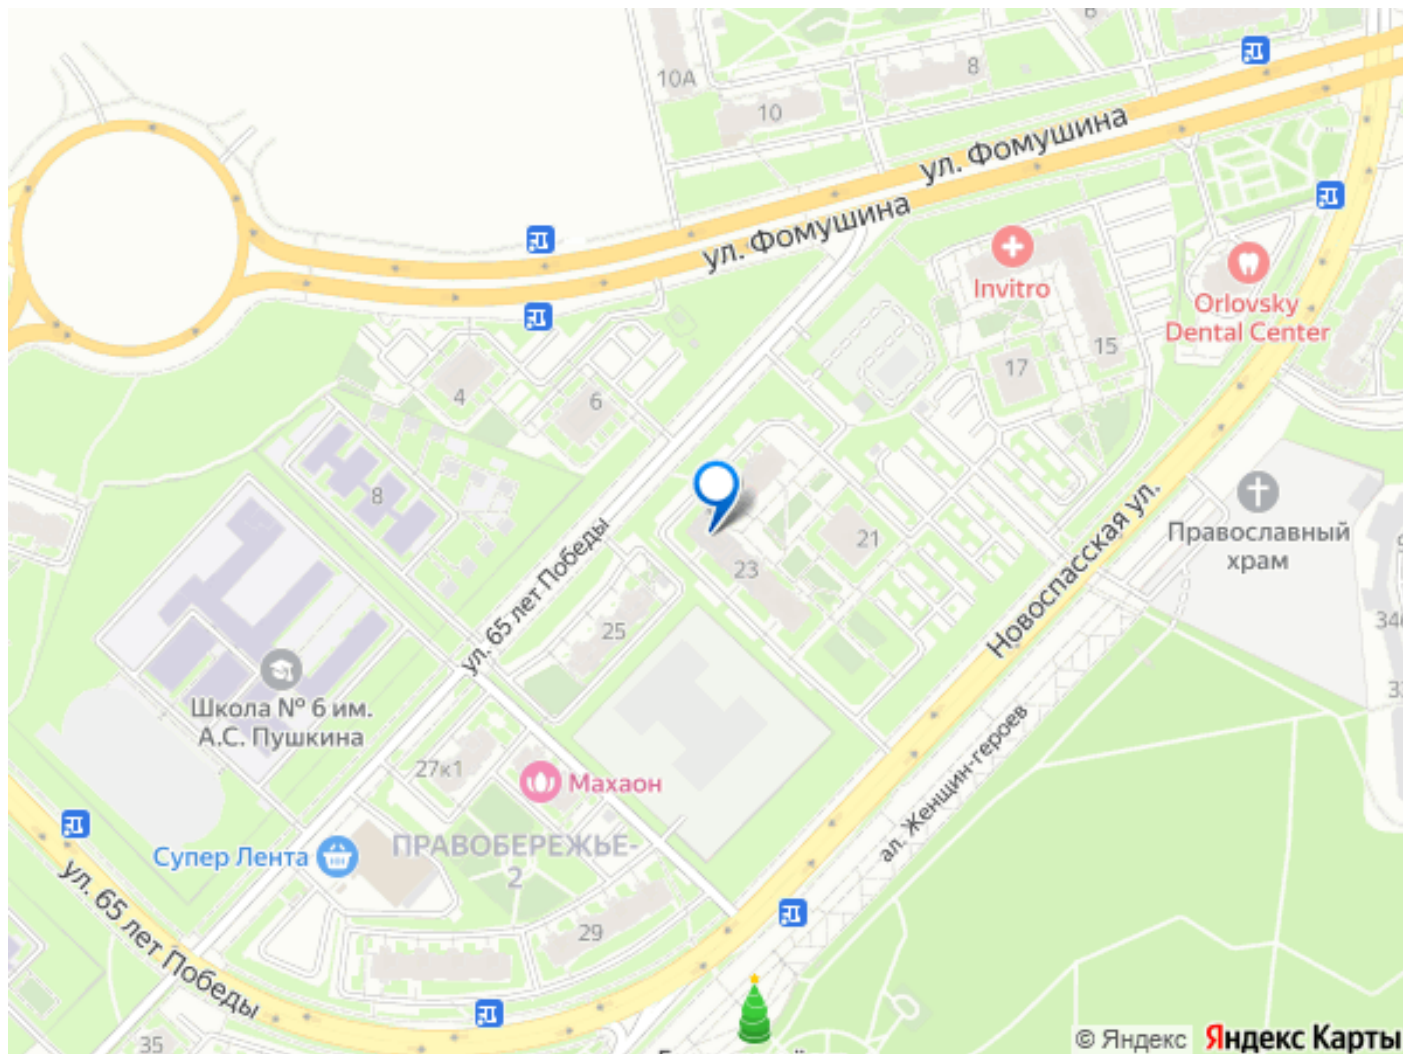 10А
10
8
ул. Фомушина
ул. Фомушина
Invitro
Orlovsky
Dental Center
15
17
4
6
8
21
23
25
ул. 65 лет Победы
Новоспасская ул.
Православный
храм
Школа № 6 им.
А.С. Пушкина
27к1
Махаон
ал. Женщин-героев
Супер Лента
ПРАВОБЕРЕЖЬЕ-
2
29
ул. 65 лет Победы
35
© Яндекс
Яндекс Карты